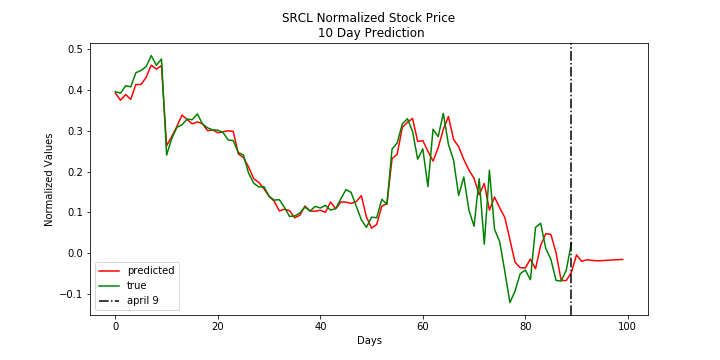 SRCL Normalized Stock Price
10 Day Prediction
Normalized Values
0.5
0.4
0.3
0.2
0.1
0.0
−0.1
predicted
true
april 9
0 20 40 60 80 100
Days